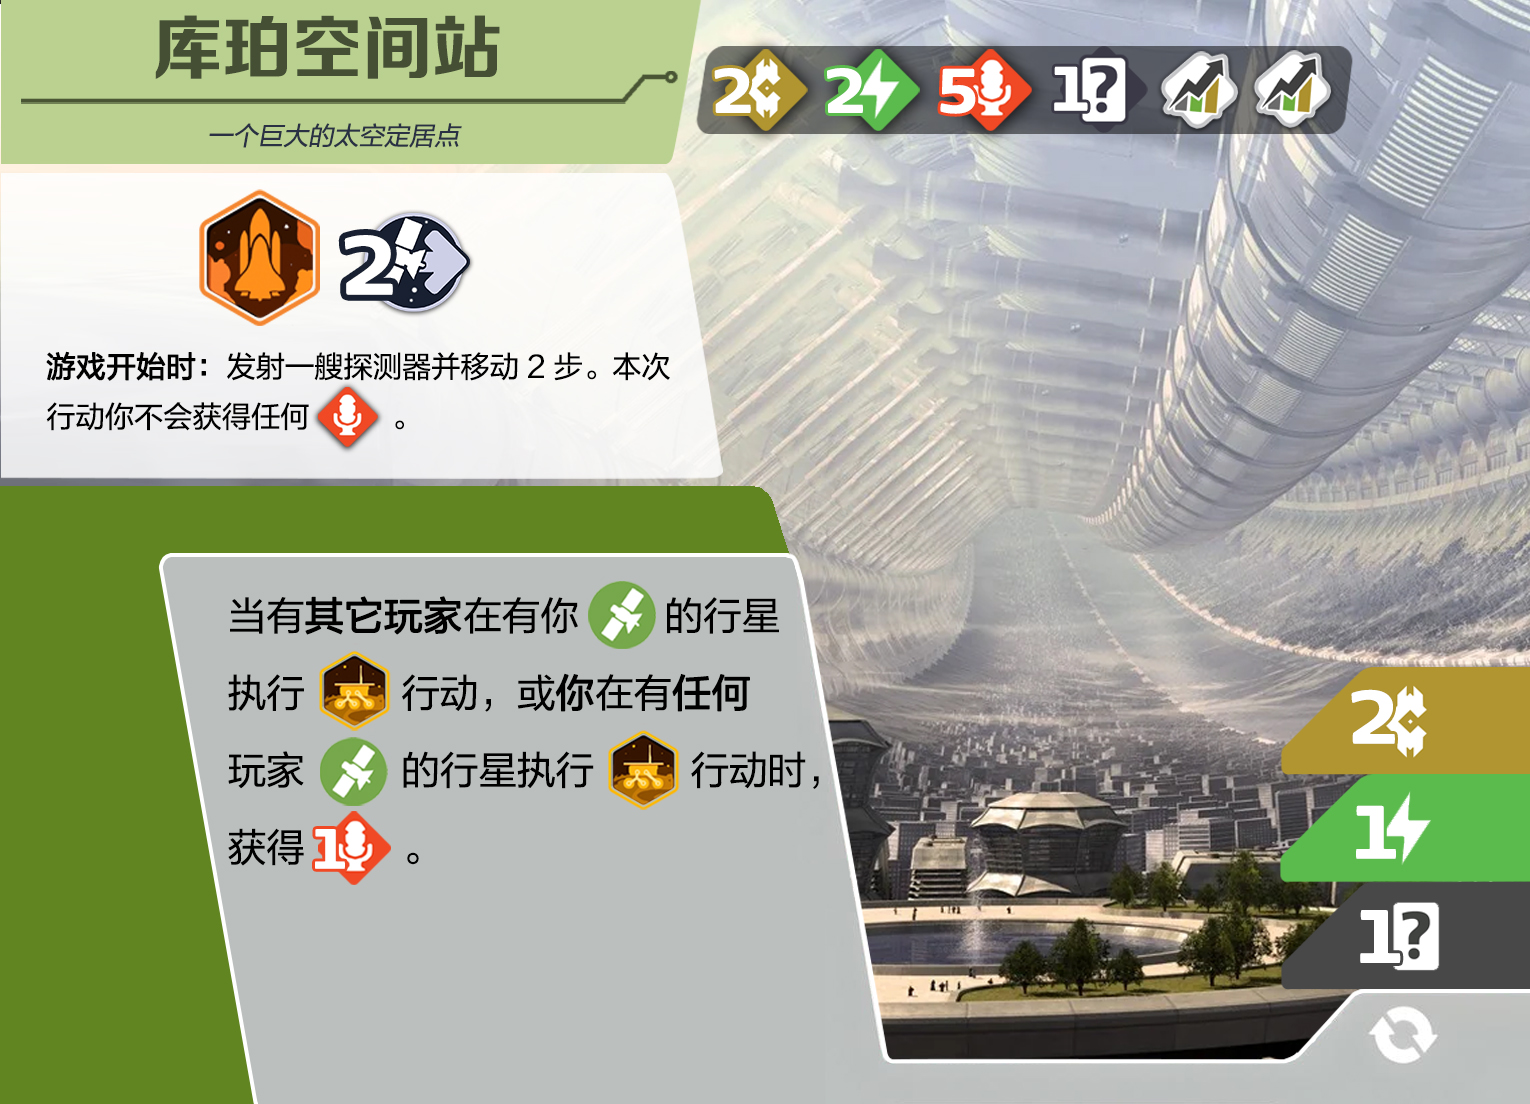 库珀空间站
一个巨大的太空定居点
2 2 5 1?
2
游戏开始时：发射一艘探测器并移动 2 步。本次
行动你不会获得任何 。
当有其它玩家在有你 的行星
执行 行动，或你在有任何
玩家 的行星执行 行动时，
获得 1 。
2
1
1?